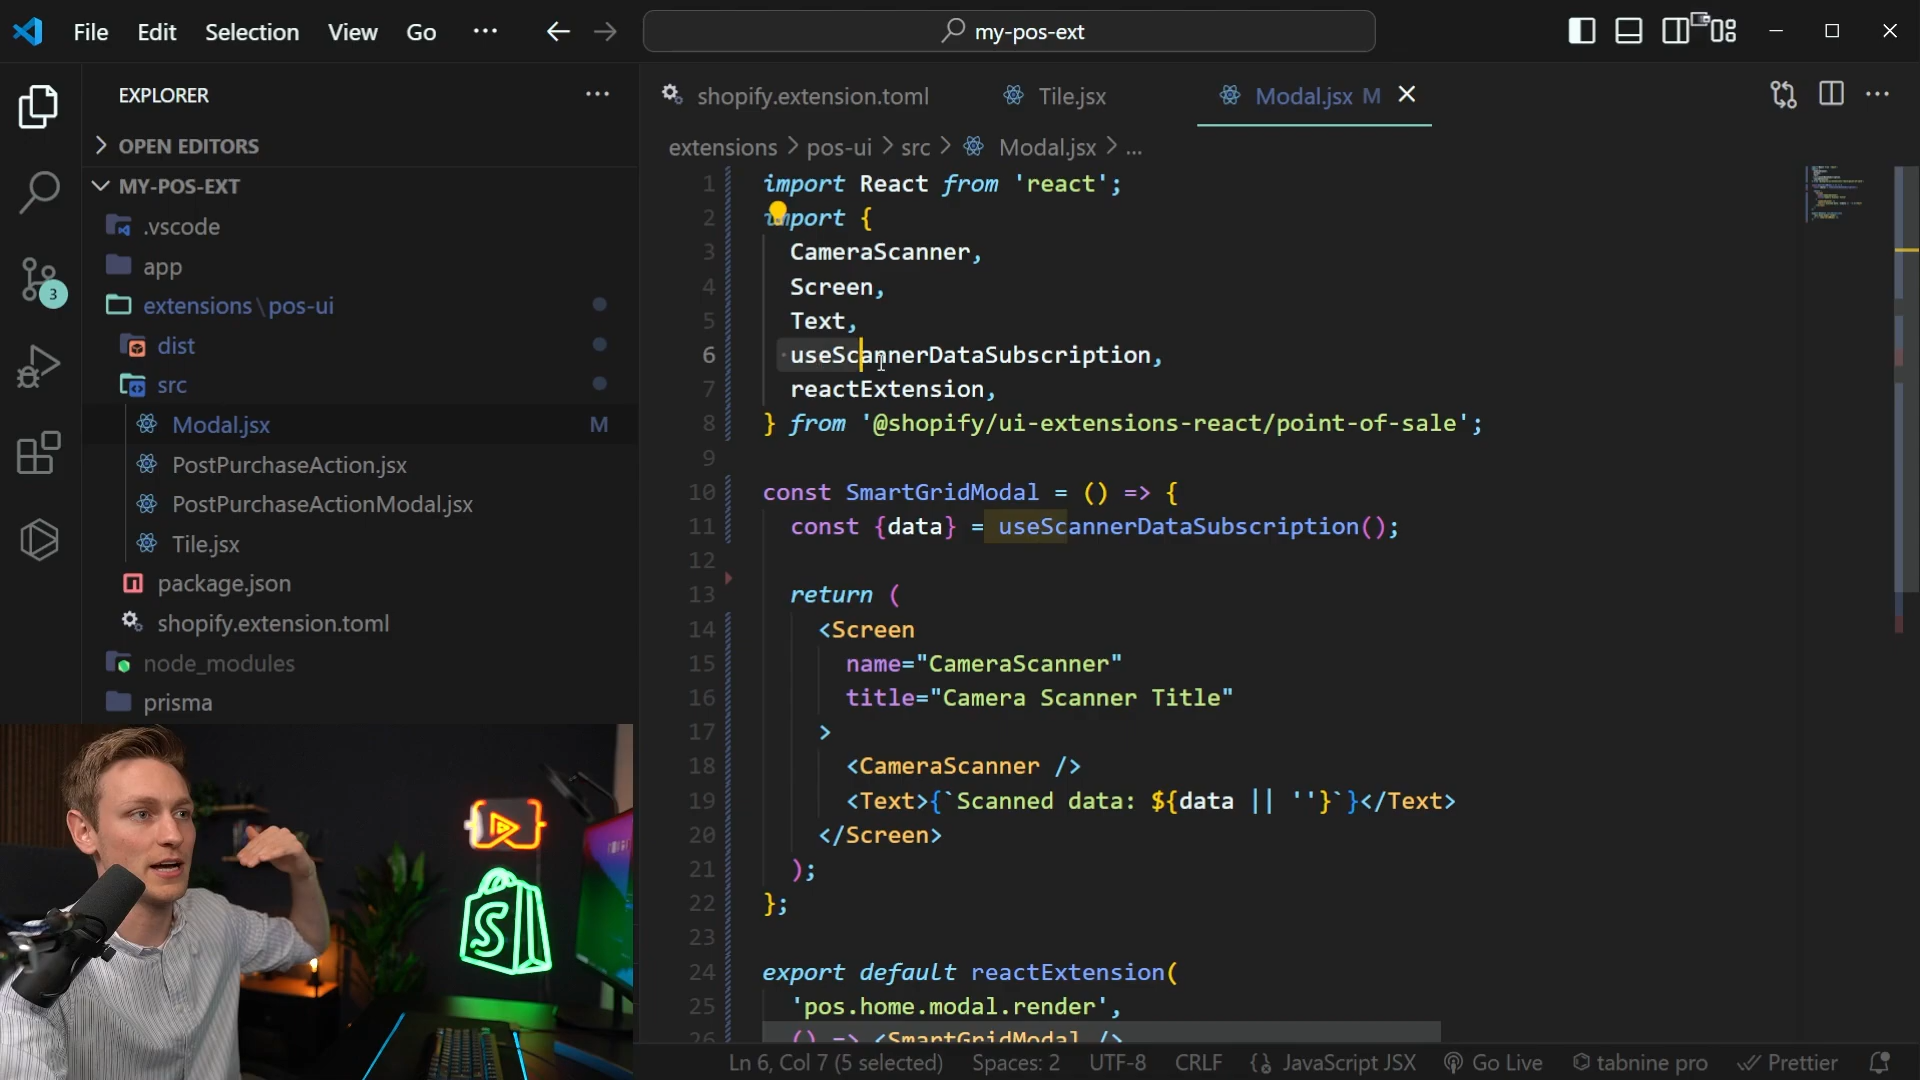 File Edit Selection View Go ··· my-pos-ext
EXPLORER ···
OPEN EDITORS
MY-POS-EXT
.vscode
app
extensions\pos-ui
dist
src
Modal.jsx M
PostPurchaseAction.jsx
PostPurchaseActionModal.jsx
Tile.jsx
package.json
shopify.extension.toml
node_modules
prisma
3
shopify.extension.toml Tile.jsx Modal.jsx M
extensions > pos-ui > src > Modal.jsx > ...
1 import React from 'react';
2 import {
3 CameraScanner,
4 Screen,
5 Text,
6 useScannerDataSubscription,
7 reactExtension,
8 } from '@shopify/ui-extensions-react/point-of-sale';
9
10 const SmartGridModal = () => {
11 const {data} = useScannerDataSubscription();
12
13 return (
14 <Screen
15 name="CameraScanner"
16 title="Camera Scanner Title"
17 >
18 <CameraScanner />
19 <Text>{`Scanned data: ${data || ''}`}</Text>
20 </Screen>
21 );
22 };
23
24 export default reactExtension(
25 'pos.home.modal.render',
26 () => <SmartGridModal />
S
Ln 6, Col 7 (5 selected) Spaces: 2 UTF-8 CRLF {} JavaScript JSX Go Live tabnine pro Prettier